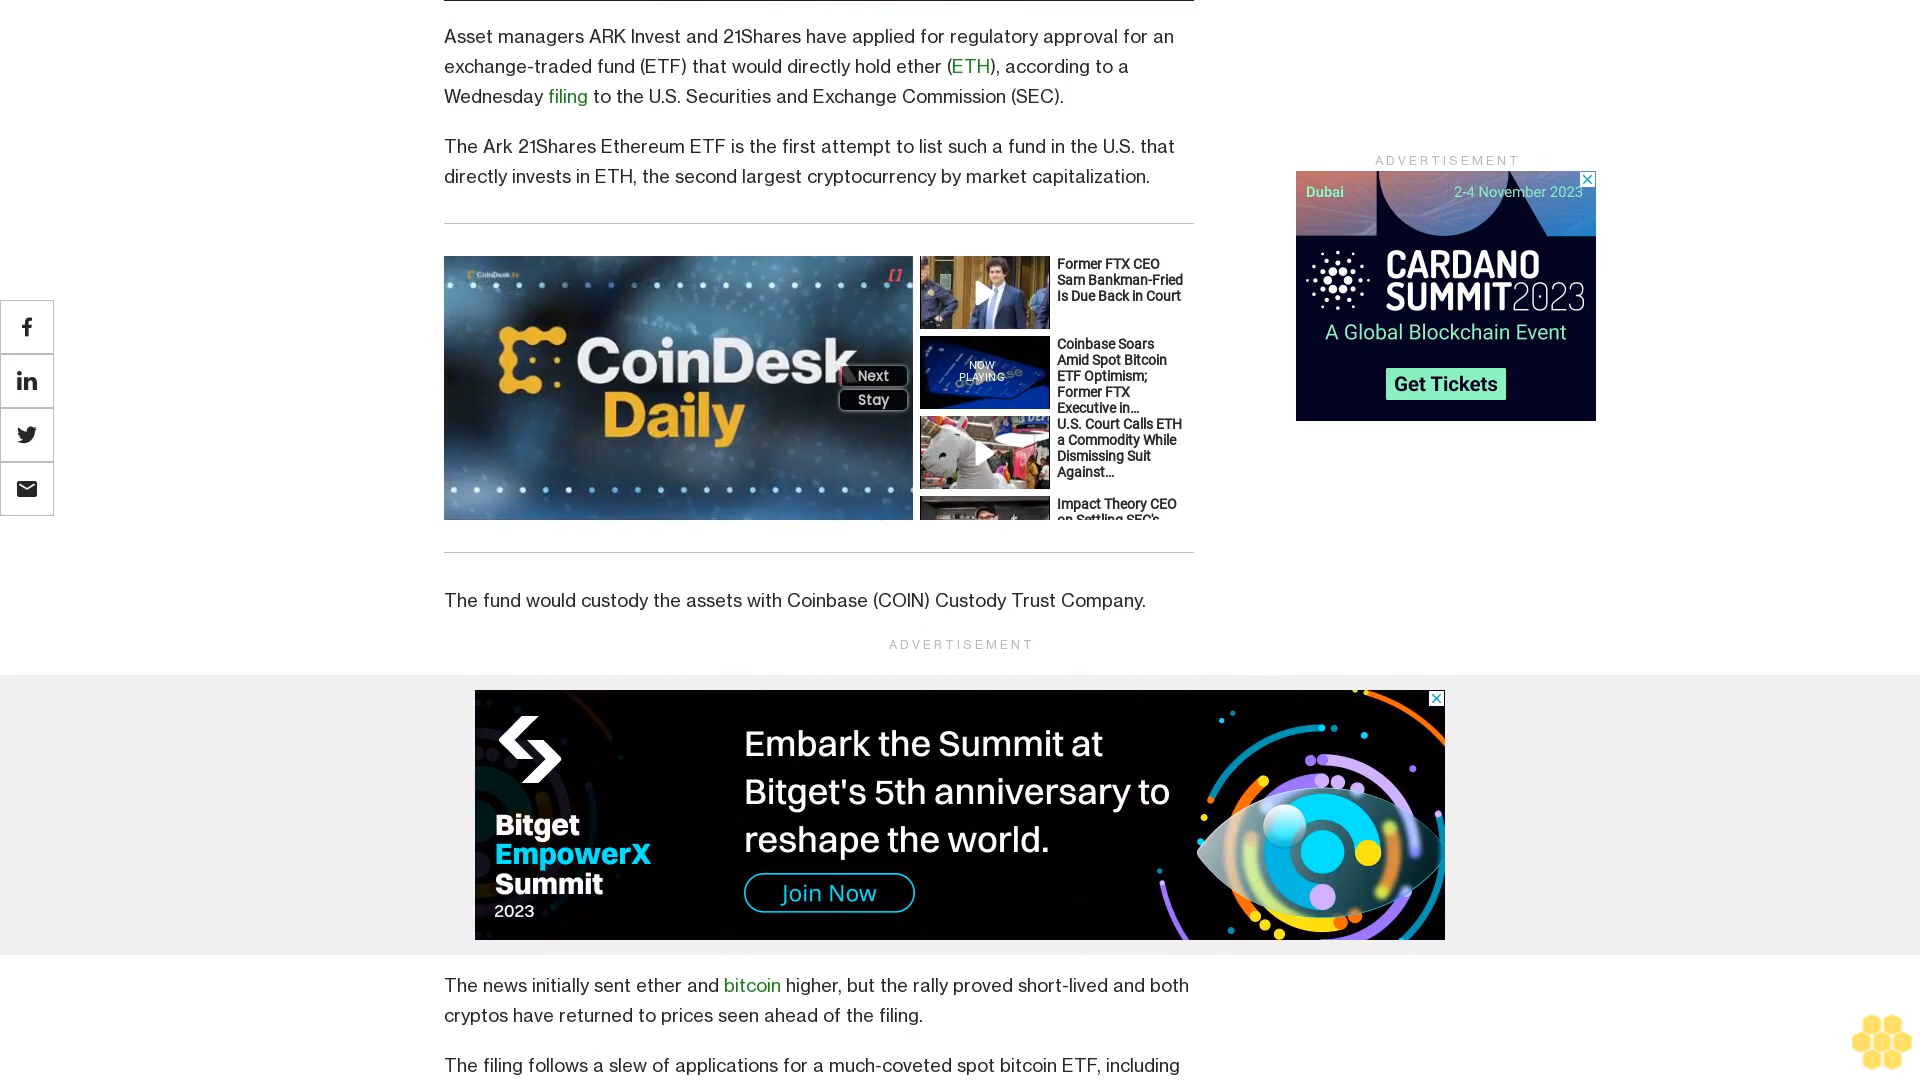 Asset managers ARK Invest and 21Shares have applied for regulatory approval for an
exchange-traded fund (ETF) that would directly hold ether (ETH), according to a
Wednesday filing to the U.S. Securities and Exchange Commission (SEC).
The Ark 21Shares Ethereum ETF is the first attempt to list such a fund in the U.S. that
directly invests in ETH, the second largest cryptocurrency by market capitalization.
CoinDesk tv
CoinDesk
Daily
Next
Stay
Former FTX CEO
Sam Bankman-Fried
Is Due Back in Court
NOW
PLAYING
Coinbase Soars
Amid Spot Bitcoin
ETF Optimism;
Former FTX
Executive in...
U.S. Court Calls ETH
a Commodity While
Dismissing Suit
Against...
Impact Theory CEO
on Settling SEC's
ADVERTISEMENT
Dubai
2-4 November 2023
CARDANO
SUMMIT2023
A Global Blockchain Event
Get Tickets
The fund would custody the assets with Coinbase (COIN) Custody Trust Company.
ADVERTISEMENT
Bitget
EmpowerX
Summit
2023
Embark the Summit at
Bitget's 5th anniversary to
reshape the world.
Join Now
The news initially sent ether and bitcoin higher, but the rally proved short-lived and both
cryptos have returned to prices seen ahead of the filing.
The filing follows a slew of applications for a much-coveted spot bitcoin ETF, including